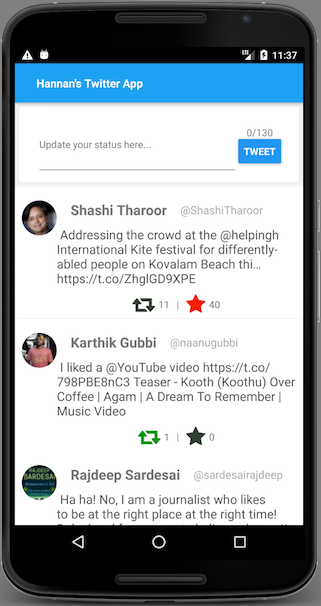 11:37
Hannan's Twitter App
0/130
Update your status here...
TWEET
Shashi Tharoor @ShashiTharoor
Addressing the crowd at the @helpingh
International Kite festival for differently-
abled people on Kovalam Beach thi...
https://t.co/ZhglGD9XPE
11 | 40
Karthik Gubbi @naanugubbi
I liked a @YouTube video https://t.co/
798PBE8nC3 Teaser - Kooth (Koothu) Over
Coffee | Agam | A Dream To Remember |
Music Video
1 | 0
RAJDEEP
SARDESAI
Rajdeep Sardesai @sardesairajdeep
Ha ha! No, I am a journalist who likes
to be at the right place at the right time!